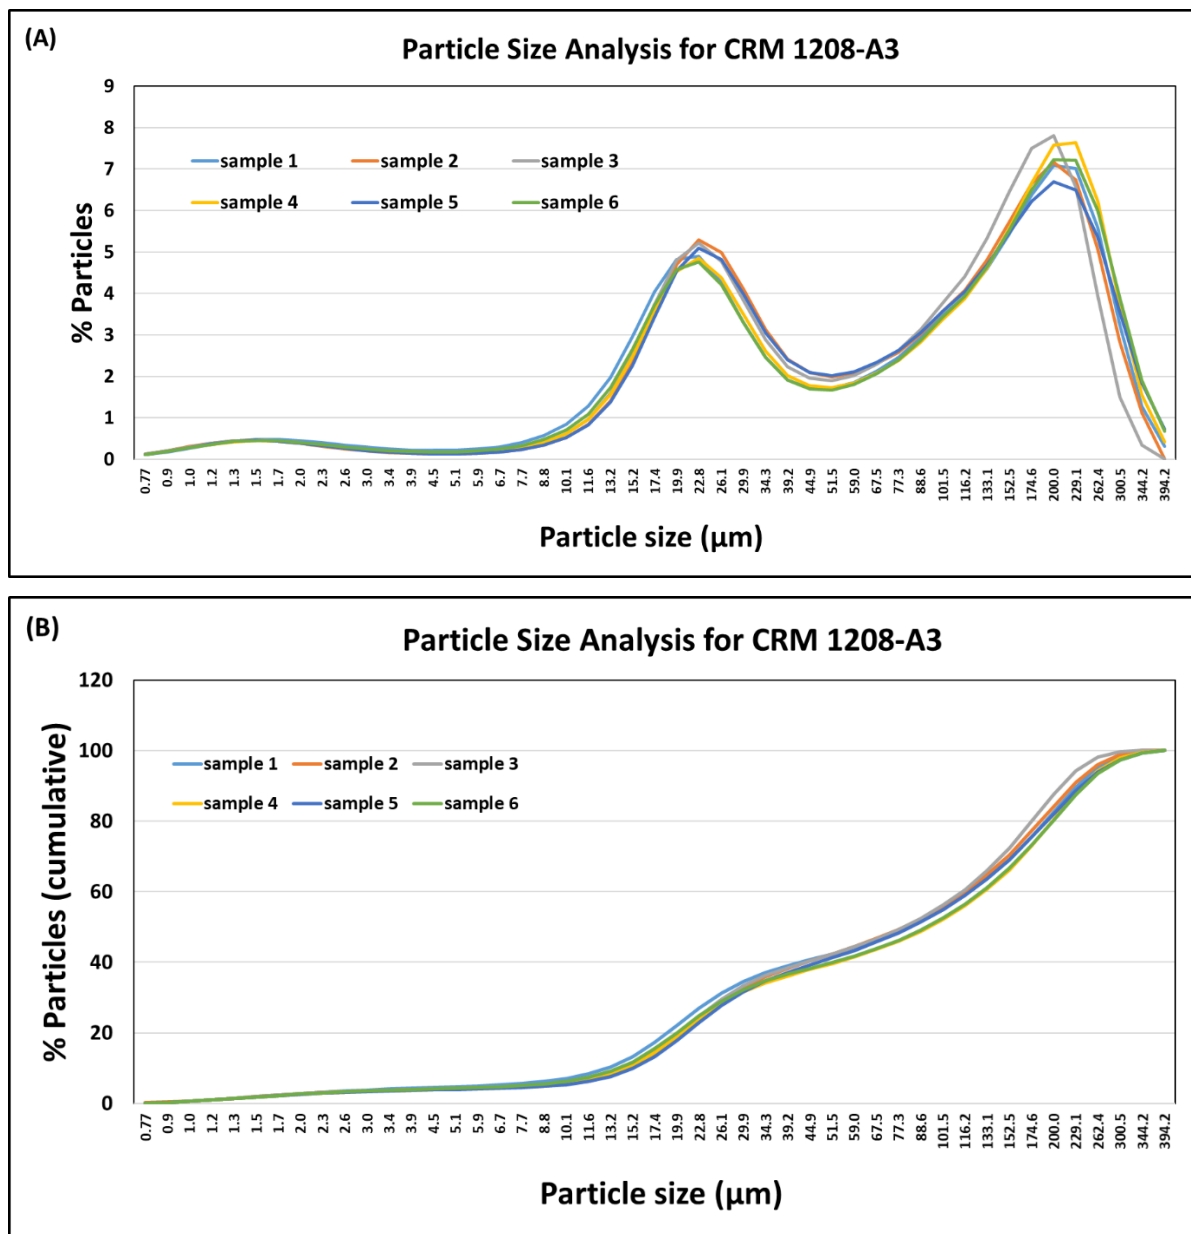 (A)
Particle Size Analysis for CRM 1208-A3
% Particles
9
8
7
6
5
4
3
2
1
0
sample 1 sample 2 sample 3
sample 4 sample 5 sample 6
0.77 0.9 1.0 1.2 1.3 1.5 1.7 2.0 2.3 2.6 3.0 3.4 3.9 4.5 5.1 5.9 6.7 7.7 8.8 10.1 11.6 13.2 15.2 17.4 19.9 22.8 26.1 29.9 34.3 39.2 44.9 51.5 59.0 67.5 77.3 88.6 101.5 116.2 133.1 152.5 174.6 200.0 229.1 262.4 300.5 344.2 394.2
Particle size (µm)
(B)
Particle Size Analysis for CRM 1208-A3
% Particles (cumulative)
120
100
80
60
40
20
0
sample 1 sample 2 sample 3
sample 4 sample 5 sample 6
0.77 0.9 1.0 1.2 1.3 1.5 1.7 2.0 2.3 2.6 3.0 3.4 3.9 4.5 5.1 5.9 6.7 7.7 8.8 10.1 11.6 13.2 15.2 17.4 19.9 22.8 26.1 29.9 34.3 39.2 44.9 51.5 59.0 67.5 77.3 88.6 101.5 116.2 133.1 152.5 174.6 200.0 229.1 262.4 300.5 344.2 394.2
Particle size (µm)